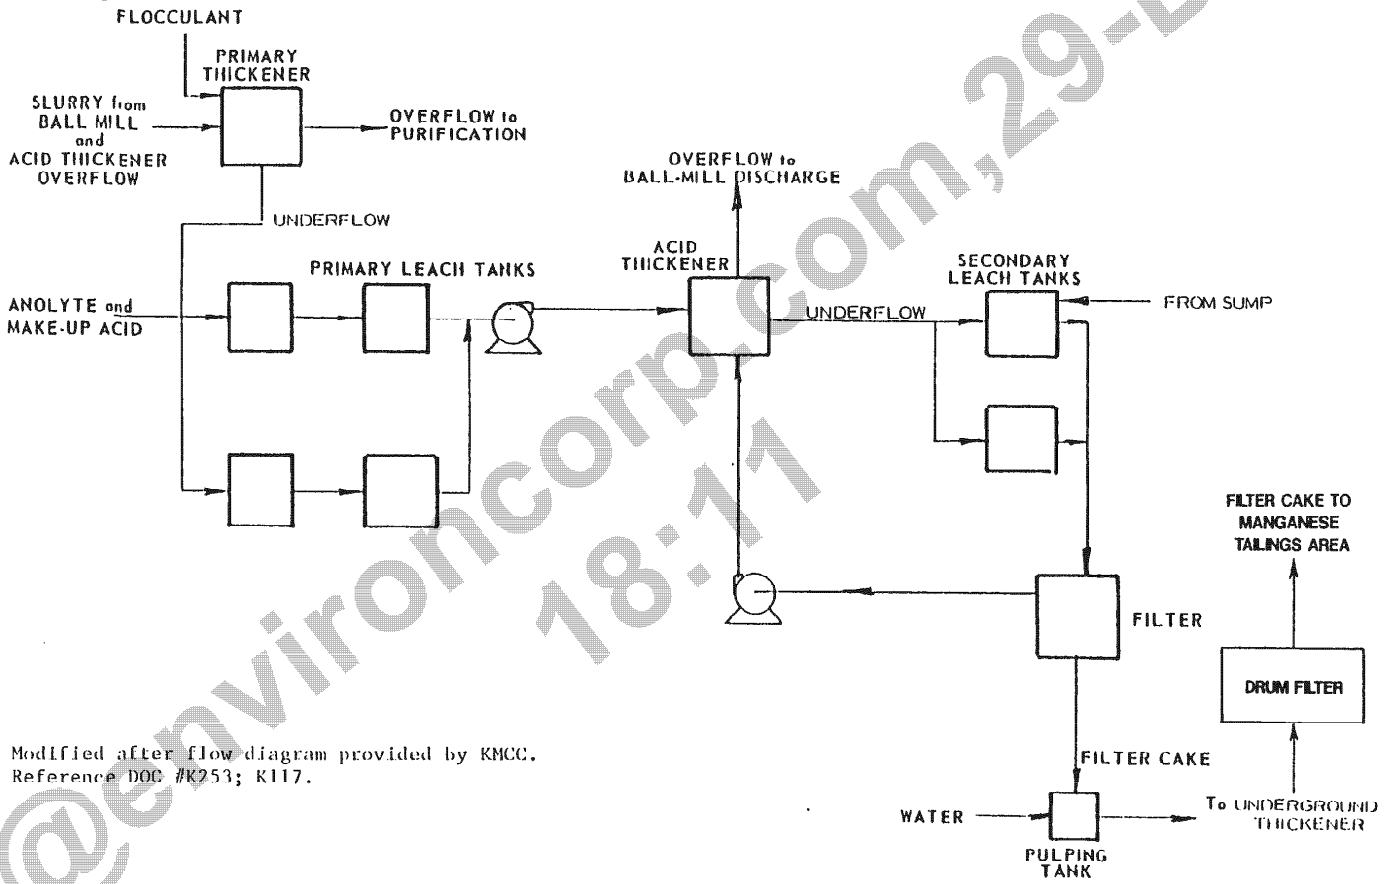 FLOCCULANT
PRIMARY
THICKENER
SLURRY from
BALL MILL
and
ACID THICKENER
OVERFLOW
OVERFLOW to
PURIFICATION
UNDERFLOW
OVERFLOW to
BALL-MILL DISCHARGE
PRIMARY LEACH TANKS
ACID
THICKENER
SECONDARY
LEACH TANKS
ANOLYTE and
MAKE-UP ACID
UNDERFLOW
FROM SUMP
FILTER CAKE TO
MANGANESE
TAILINGS AREA
FILTER
DRUM FILTER
Modified after flow diagram provided by KMCC.
Reference DOC #K253; K117.
FILTER CAKE
WATER
To UNDERGROUND
THICKENER
PULPING
TANK
@environcorp.com,29-
18:11